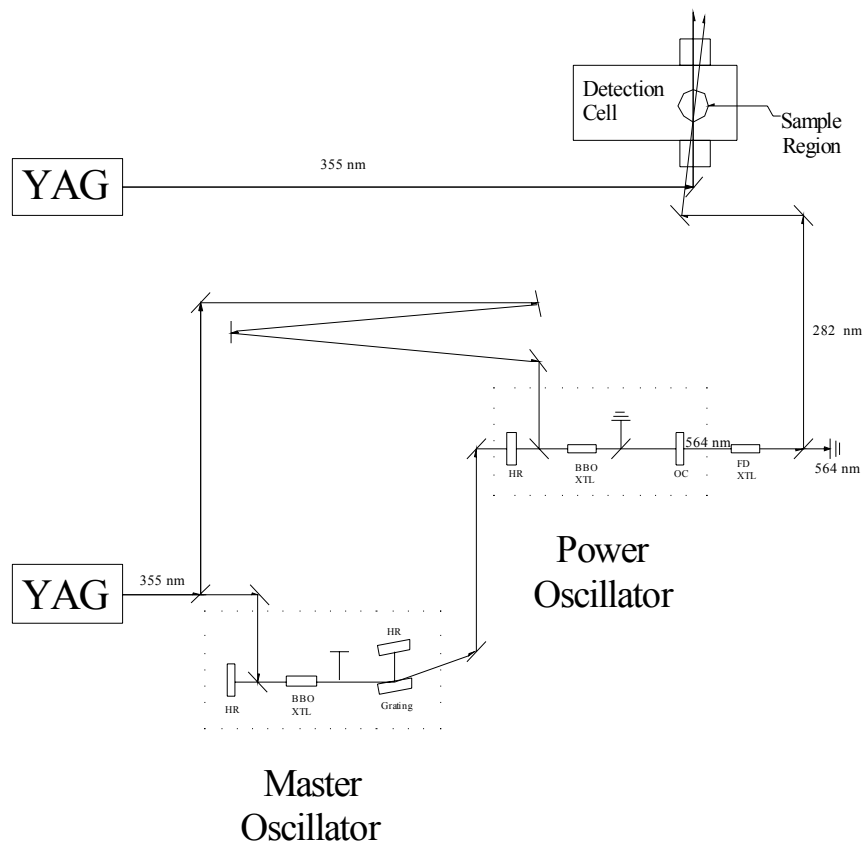 Detection
Cell
Sample
Region
YAG
355 nm
282 nm
564 nm
HR
BBO
XTL
OC
FD
XTL
564 nm
Power
Oscillator
YAG
355 nm
HR
HR
BBO
XTL
Grating
Master
Oscillator